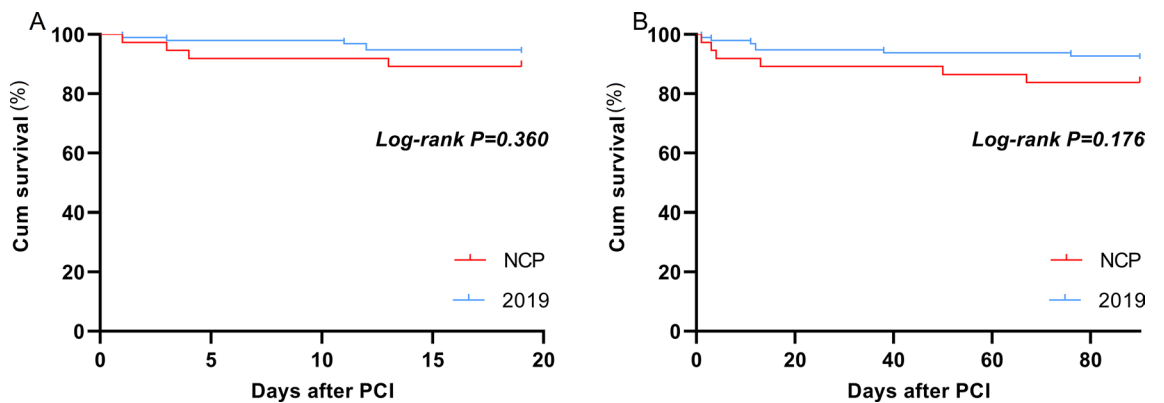 A
100
80
60
40
20
0
Cum survival (%)
Log-rank P=0.360
NCP
2019
0 5 10 15 20
Days after PCI
B
100
80
60
40
20
0
Cum survival (%)
Log-rank P=0.176
NCP
2019
0 20 40 60 80
Days after PCI